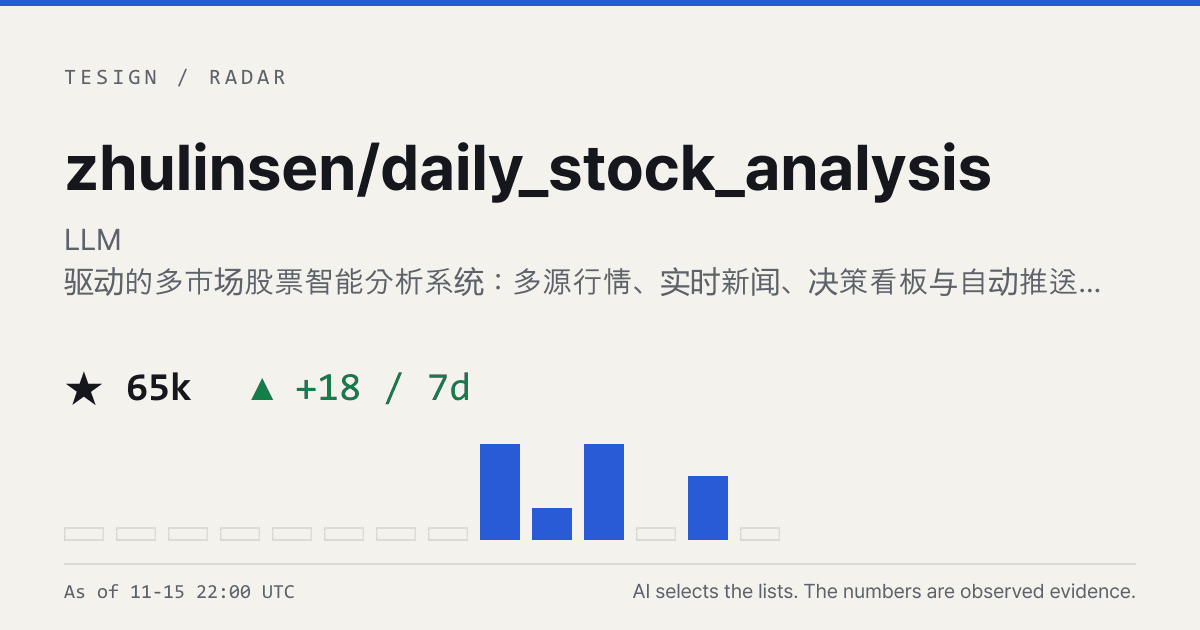 TESIGN / RADAR
zhulinsen/daily_stock_analysis
LLM
驱动的多市场股票智能分析系统：多源行情、实时新闻、决策看板与自动推送…
★ 65k ▲ +18 / 7d
As of 11-15 22:00 UTC
AI selects the lists. The numbers are observed evidence.